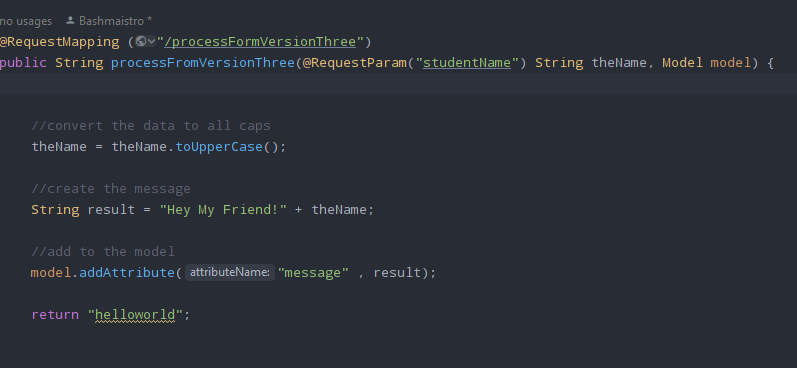 no usages Bashmaistro *
@RequestMapping ("/processFormVersionThree")
public String processFromVersionThree(@RequestParam("studentName") String theName, Model model) {
//convert the data to all caps
theName = theName.toUpperCase();
//create the message
String result = "Hey My Friend!" + theName;
//add to the model
model.addAttribute( attributeName: "message" , result);
return "helloworld";